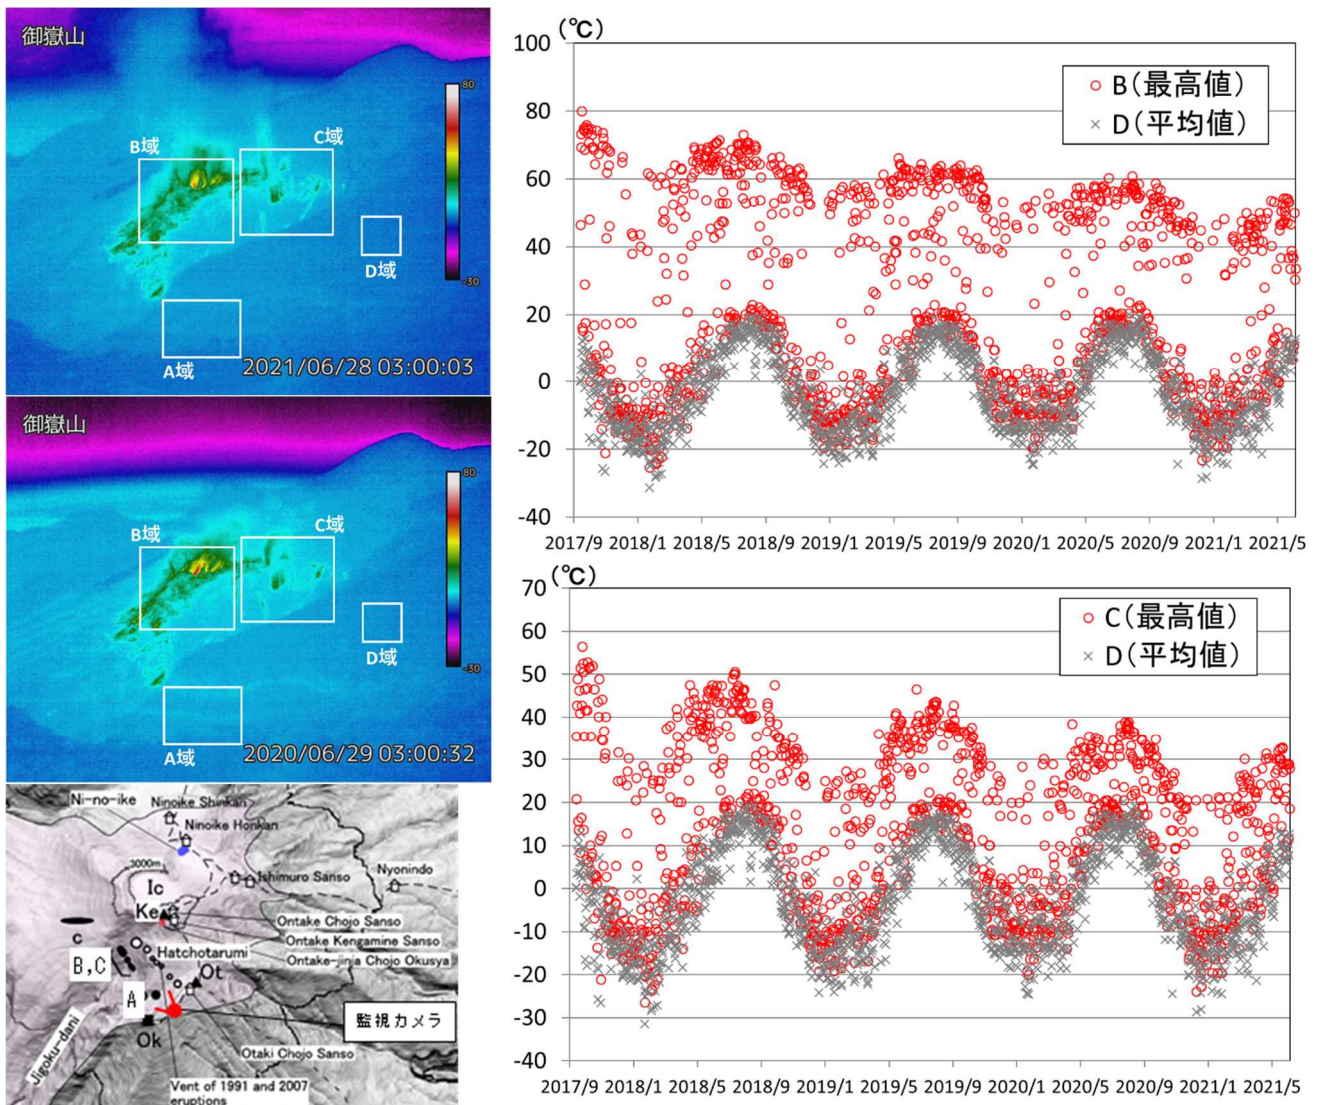 御嶽山
80
B域
C域
D域
A域
-30
2021/06/28 03:00:03
御嶽山
80
B域
C域
D域
A域
-30
2020/06/29 03:00:32
Ni-no-ike
Ninoike Shinkan
Ninoike Honkan
3000m
Ishimuro Sanso
Nyonindo
Ic
Ke
Ontake Chojo Sanso
Ontake Kengamine Sanso
Ontake-jinja Chojo Okusya
c
Hatchotarumi
B,C
Ot
A
監視カメラ
Ok
Jigoku-dani
Otaki Chojo Sanso
Vent of 1991 and 2007
eruptions
(℃)
100
80
60
40
20
0
-20
-40
B(最高値)
D(平均値)
2017/9 2018/1 2018/5 2018/9 2019/1 2019/5 2019/9 2020/1 2020/5 2020/9 2021/1 2021/5
(℃)
70
60
50
40
30
20
10
0
-10
-20
-30
-40
C(最高値)
D(平均値)
2017/9 2018/1 2018/5 2018/9 2019/1 2019/5 2019/9 2020/1 2020/5 2020/9 2021/1 2021/5